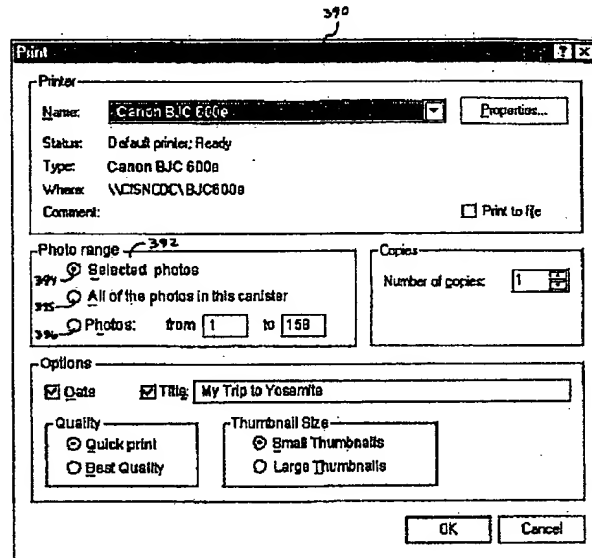 390
Print
Printer
Name: Canon BJC 600e Properties...
Status: Default printer; Ready
Type: Canon BJC 600e
Where: \\CISNCDC\BJC600e
Comment: Print to file
Photo range 392
394 Selected photos
395 All of the photos in this canister
396 Photos: from 1 to 158
Copies
Number of copies: 1
Options
Date Title: My Trip to Yosemite
Quality
Quick print
Best Quality
Thumbnail Size
Small Thumbnails
Large Thumbnails
OK Cancel